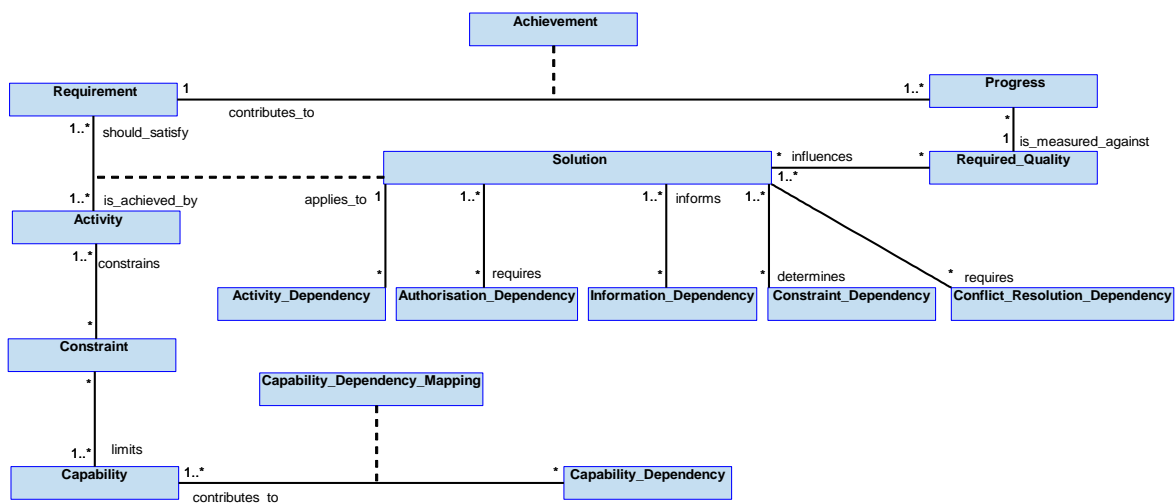 Achievement
Requirement
1
1..*
Progress
contributes_to
1..*
should_satisfy
*
1
is_measured_against
Solution
*
influences
*
Required_Quality
1..*
1..*
is_achieved_by
applies_to
1
1..*
1..*
informs
1..*
Activity
1..*
constrains
*
*
requires
*
*
determines
*
requires
Activity_Dependency
Authorisation_Dependency
Information_Dependency
Constraint_Dependency
Conflict_Resolution_Dependency
*
Constraint
*
Capability_Dependency_Mapping
1..*
limits
Capability
1..*
*
Capability_Dependency
contributes_to